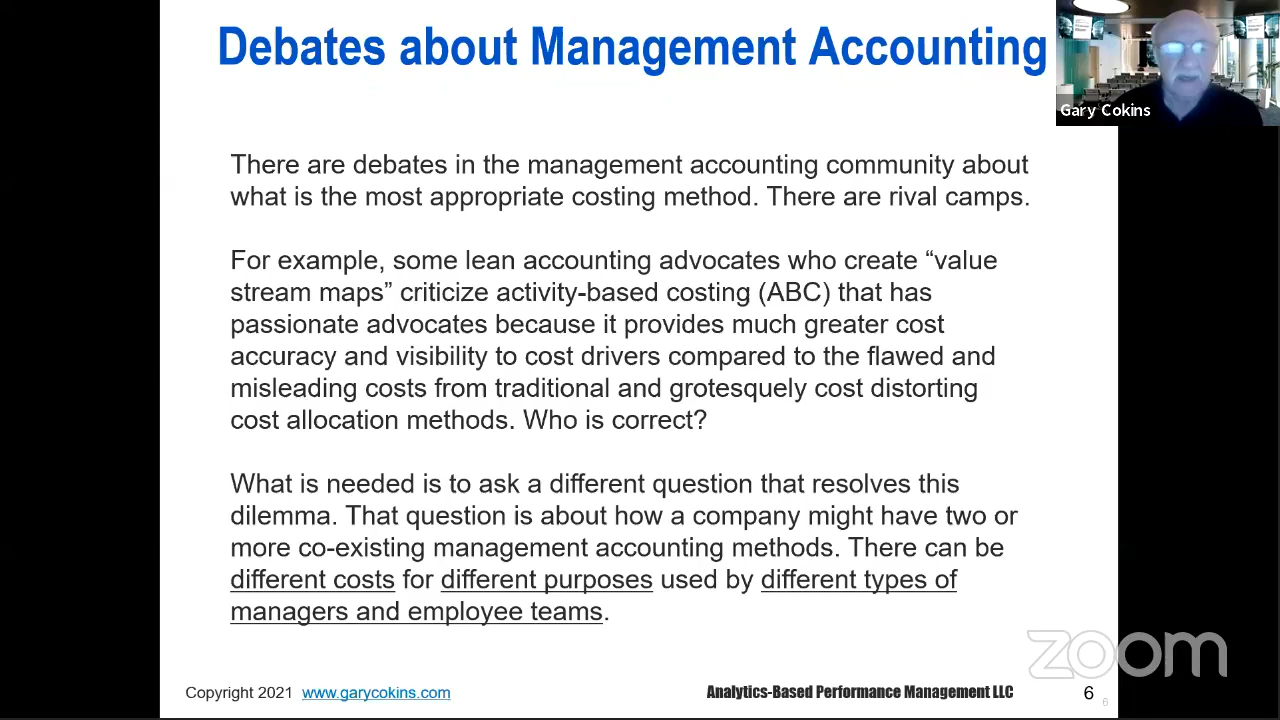 Debates about Management Accounting
Gary Cokins
There are debates in the management accounting community about
what is the most appropriate costing method. There are rival camps.
For example, some lean accounting advocates who create “value
stream maps” criticize activity-based costing (ABC) that has
passionate advocates because it provides much greater cost
accuracy and visibility to cost drivers compared to the flawed and
misleading costs from traditional and grotesquely cost distorting
cost allocation methods. Who is correct?
What is needed is to ask a different question that resolves this
dilemma. That question is about how a company might have two or
more co-existing management accounting methods. There can be
different costs for different purposes used by different types of
managers and employee teams.
zoom
Copyright 2021 www.garycokins.com
Analytics-Based Performance Management LLC
6
6